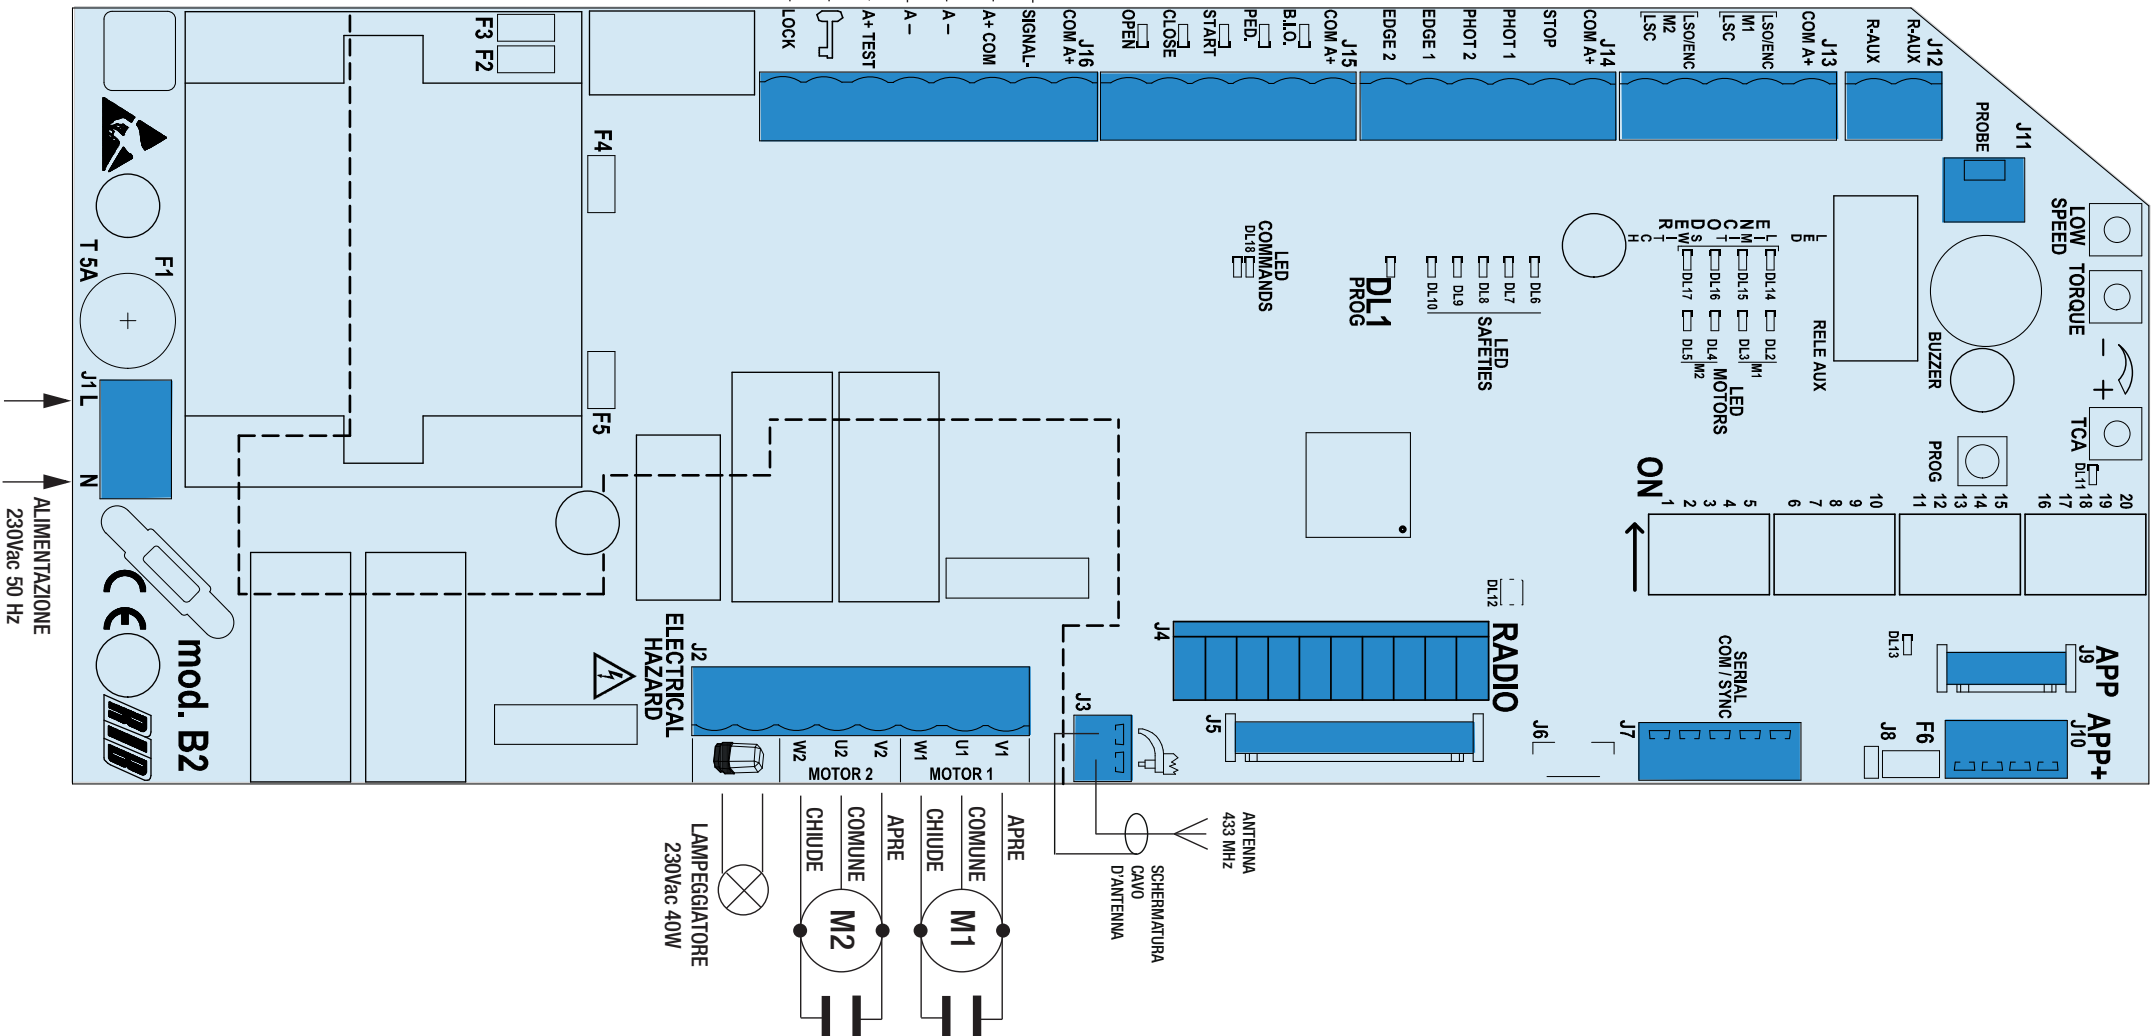 F3
F2
LOCK
A+ TEST
A –
A –
A+ COM
SIGNAL-
COM A+
J16
OPEN
CLOSE
START
PED.
B.I.O.
COM A+
J15
EDGE 2
EDGE 1
PHOT 2
PHOT 1
STOP
COM A+
J14
LSC
M2
LSO/ENC
LSC
M1
LSO/ENC
COM A+
J13
R-AUX
R-AUX
J12
PROBE
J11
LOW
SPEED
TORQUE
– +
TCA
DL11
F4
F5
F1
T 5A
J1
L
N
ALIMENTAZIONE
230Vac 50 Hz
CE
mod. B2
RIB
LED
COMMANDS
DL18
DL1
PROG
DL10
DL9
DL8
DL7
DL6
LED
SAFETIES
LED
LIMIT
SWITCH
ENCODER
DL17
DL16
DL15
DL14
DL5
DL4
DL3
DL2
M2
M1
LED
MOTORS
RELE AUX
BUZZER
PROG
ON
1
2
3
4
5
6
7
8
9
10
11
12
13
14
15
16
17
18
19
20
DL12
RADIO
J4
J5
J6
J7
SERIAL
COM / SYNC
DL13
APP
J9
APP+
J10
F6
J8
ELECTRICAL
HAZARD
J2
W2
U2
V2
MOTOR 2
W1
U1
V1
MOTOR 1
J3
LAMPEGGIATORE
230Vac 40W
CHIUDE
COMUNE
APRE
M2
CHIUDE
COMUNE
APRE
M1
ANTENNA
433 MHz
SCHERMATURA
CAVO
D'ANTENNA